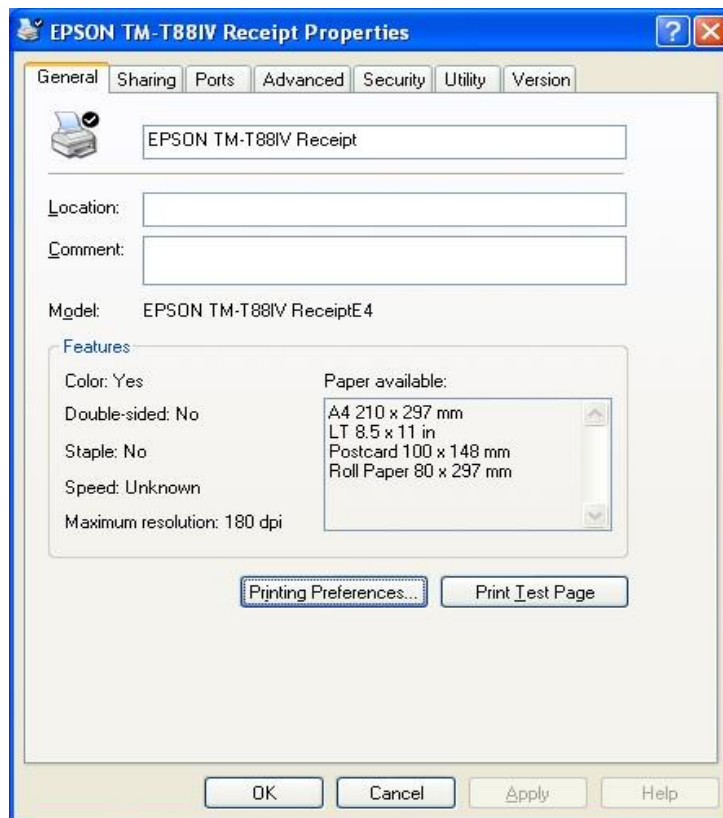 EPSON TM-T88IV Receipt Properties
General Sharing Ports Advanced Security Utility Version
EPSON TM-T88IV Receipt
Location:
Comment:
Model: EPSON TM-T88IV ReceiptE4
Features
Color: Yes
Double-sided: No
Staple: No
Speed: Unknown
Maximum resolution: 180 dpi
Paper available:
A4 210 x 297 mm
LT 8.5 x 11 in
Postcard 100 x 148 mm
Roll Paper 80 x 297 mm
Printing Preferences... Print Test Page
OK Cancel Apply Help